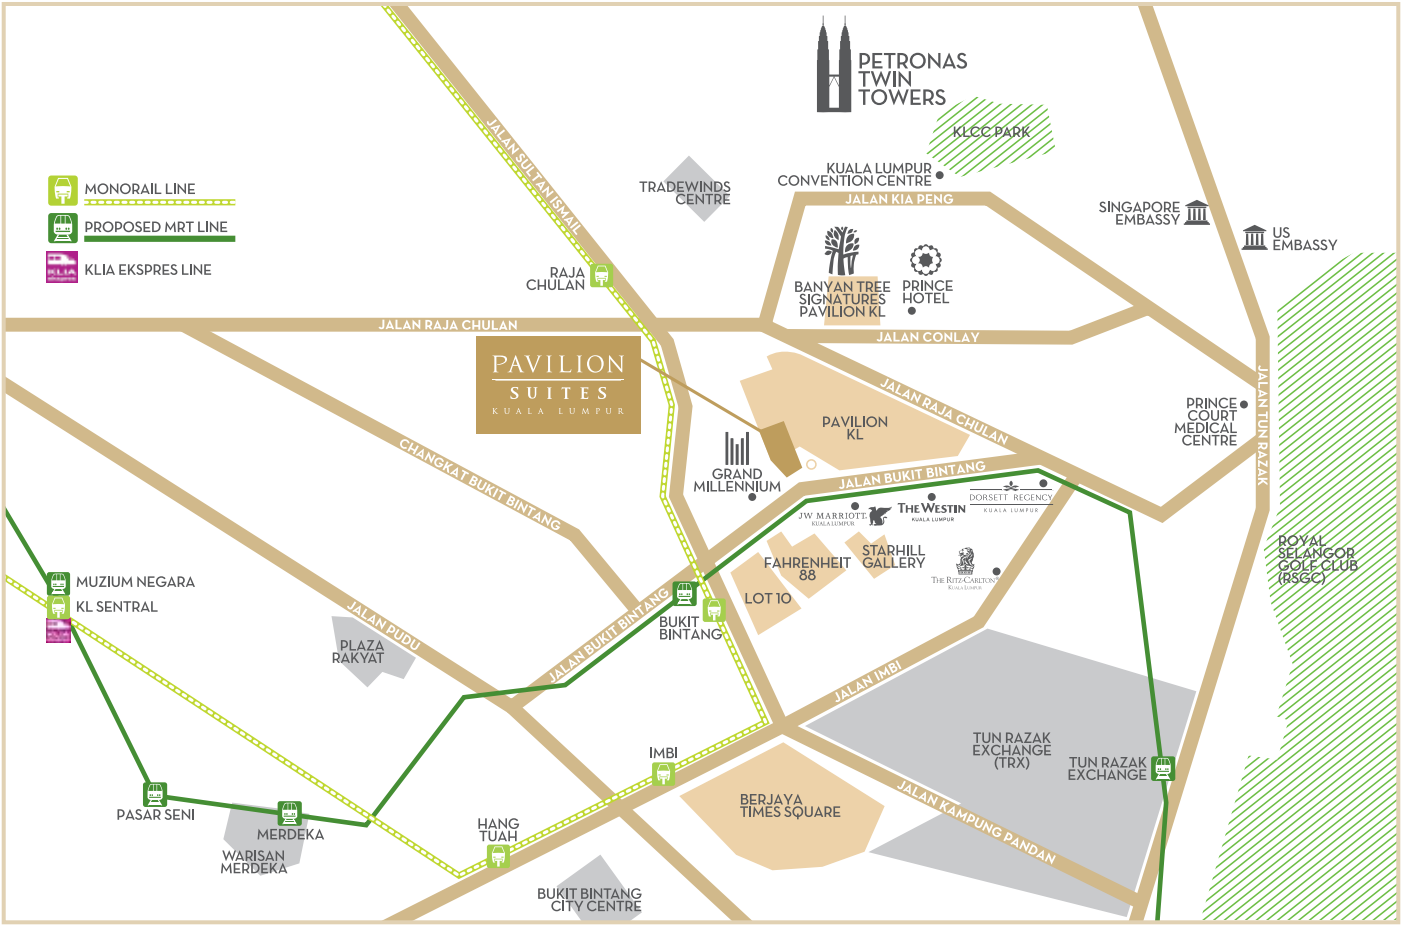 PETRONAS
TWIN
TOWERS
KLCC PARK
KUALA LUMPUR
CONVENTION CENTRE
JALAN KIA PENG
TRADEWINDS
CENTRE
JALAN SULTAN ISMAIL
MONORAIL LINE
PROPOSED MRT LINE
KLIA
ekspres
KLIA EKSPRES LINE
SINGAPORE
EMBASSY
US
EMBASSY
RAJA
CHULAN
BANYAN TREE
SIGNATURES
PAVILION KL
PRINCE
HOTEL
JALAN RAJA CHULAN
JALAN CONLAY
PAVILION
SUITES
KUALA LUMPUR
JALAN RAJA CHULAN
JALAN TUN RAZAK
PAVILION
KL
PRINCE
COURT
MEDICAL
CENTRE
CHANGKAT BUKIT BINTANG
GRAND
MILLENNIUM
JALAN BUKIT BINTANG
DORSETT REGENCY
KUALA LUMPUR
JW MARRIOTT
KUALA LUMPUR
THE WESTIN
KUALA LUMPUR
FAHRENHEIT
88
STARHILL
GALLERY
THE RITZ-CARLTON
KUALA LUMPUR
ROYAL
SELANGOR
GOLF CLUB
(RSGC)
LOT 10
MUZIUM NEGARA
KL SENTRAL
JALAN PUDU
JALAN BUKIT BINTANG
BUKIT
BINTANG
PLAZA
RAKYAT
JALAN IMBI
TUN RAZAK
EXCHANGE
(TRX)
TUN RAZAK
EXCHANGE
IMBI
JALAN KAMPUNG PANDAN
BERJAYA
TIMES SQUARE
PASAR SENI
MERDEKA
WARISAN
MERDEKA
HANG
TUAH
BUKIT BINTANG
CITY CENTRE